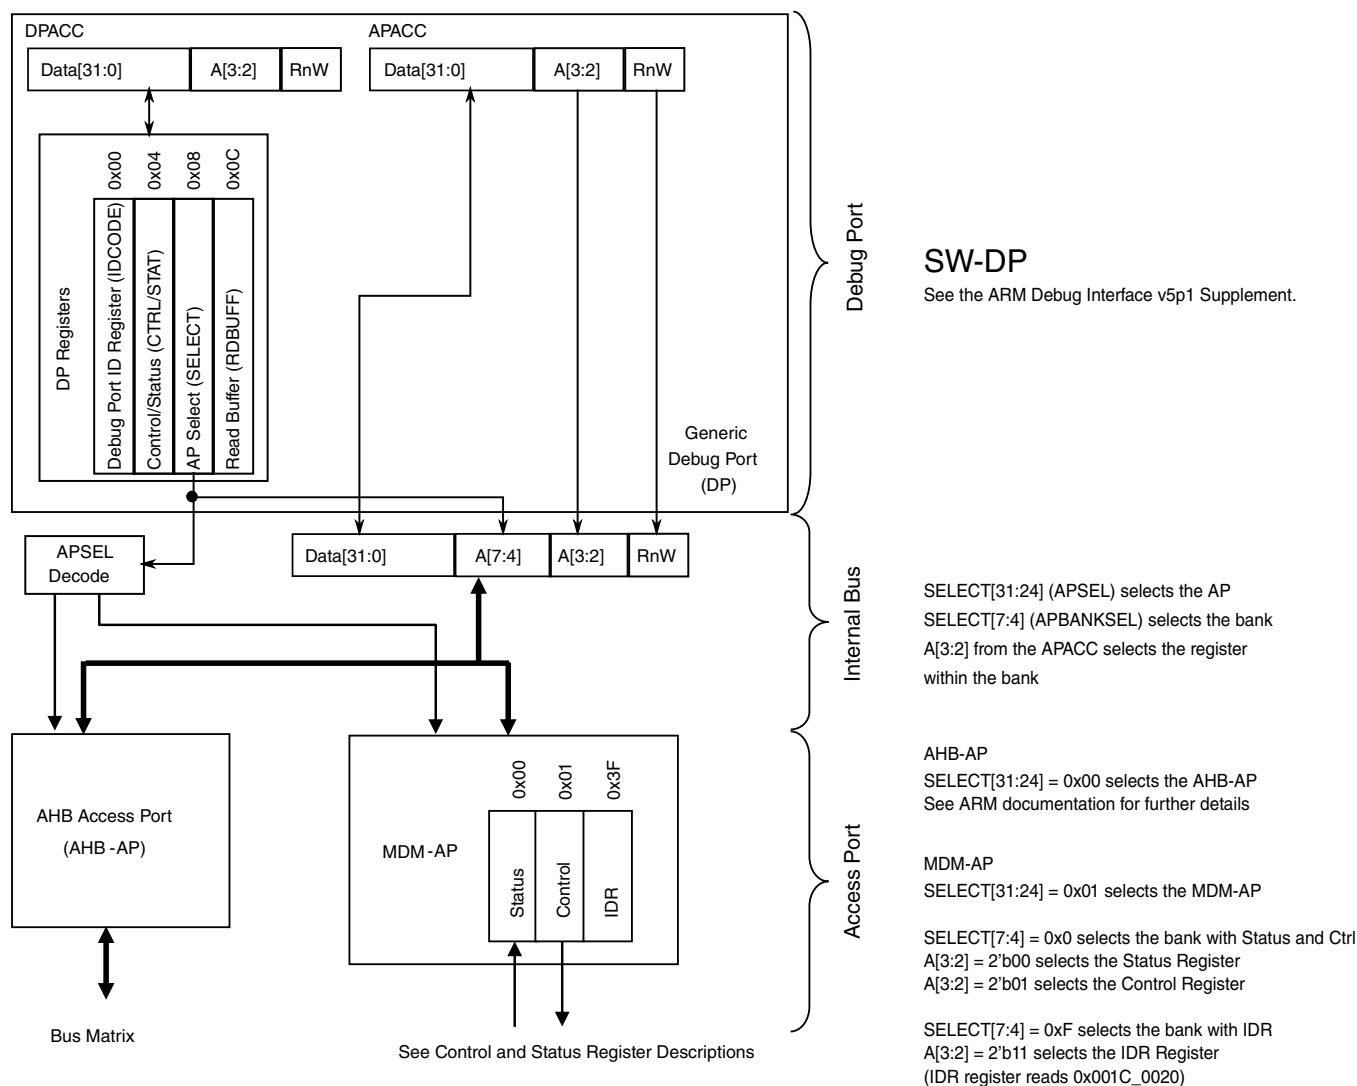 DPACC
APACC
Data[31:0]
A[3:2]
RnW
Data[31:0]
A[3:2]
RnW
0x00
0x04
0x08
0x0C
DP Registers
Debug Port ID Register (IDCODE)
Control/Status (CTRL/STAT)
AP Select (SELECT)
Read Buffer (RDBUFF)
Generic
Debug Port
(DP)
Debug Port
SW-DP
See the ARM Debug Interface v5p1 Supplement.
APSEL
Decode
Data[31:0]
A[7:4]
A[3:2]
RnW
Internal Bus
SELECT[31:24] (APSEL) selects the AP
SELECT[7:4] (APBANKSEL) selects the bank
A[3:2] from the APACC selects the register
within the bank
AHB Access Port
(AHB -AP)
Bus Matrix
MDM-AP
0x00
0x01
0x3F
Status
Control
IDR
See Control and Status Register Descriptions
Access Port
AHB-AP
SELECT[31:24] = 0x00 selects the AHB-AP
See ARM documentation for further details
MDM-AP
SELECT[31:24] = 0x01 selects the MDM-AP
SELECT[7:4] = 0x0 selects the bank with Status and Ctrl
A[3:2] = 2'b00 selects the Status Register
A[3:2] = 2'b01 selects the Control Register
SELECT[7:4] = 0xF selects the bank with IDR
A[3:2] = 2'b11 selects the IDR Register
(IDR register reads 0x001C_0020)